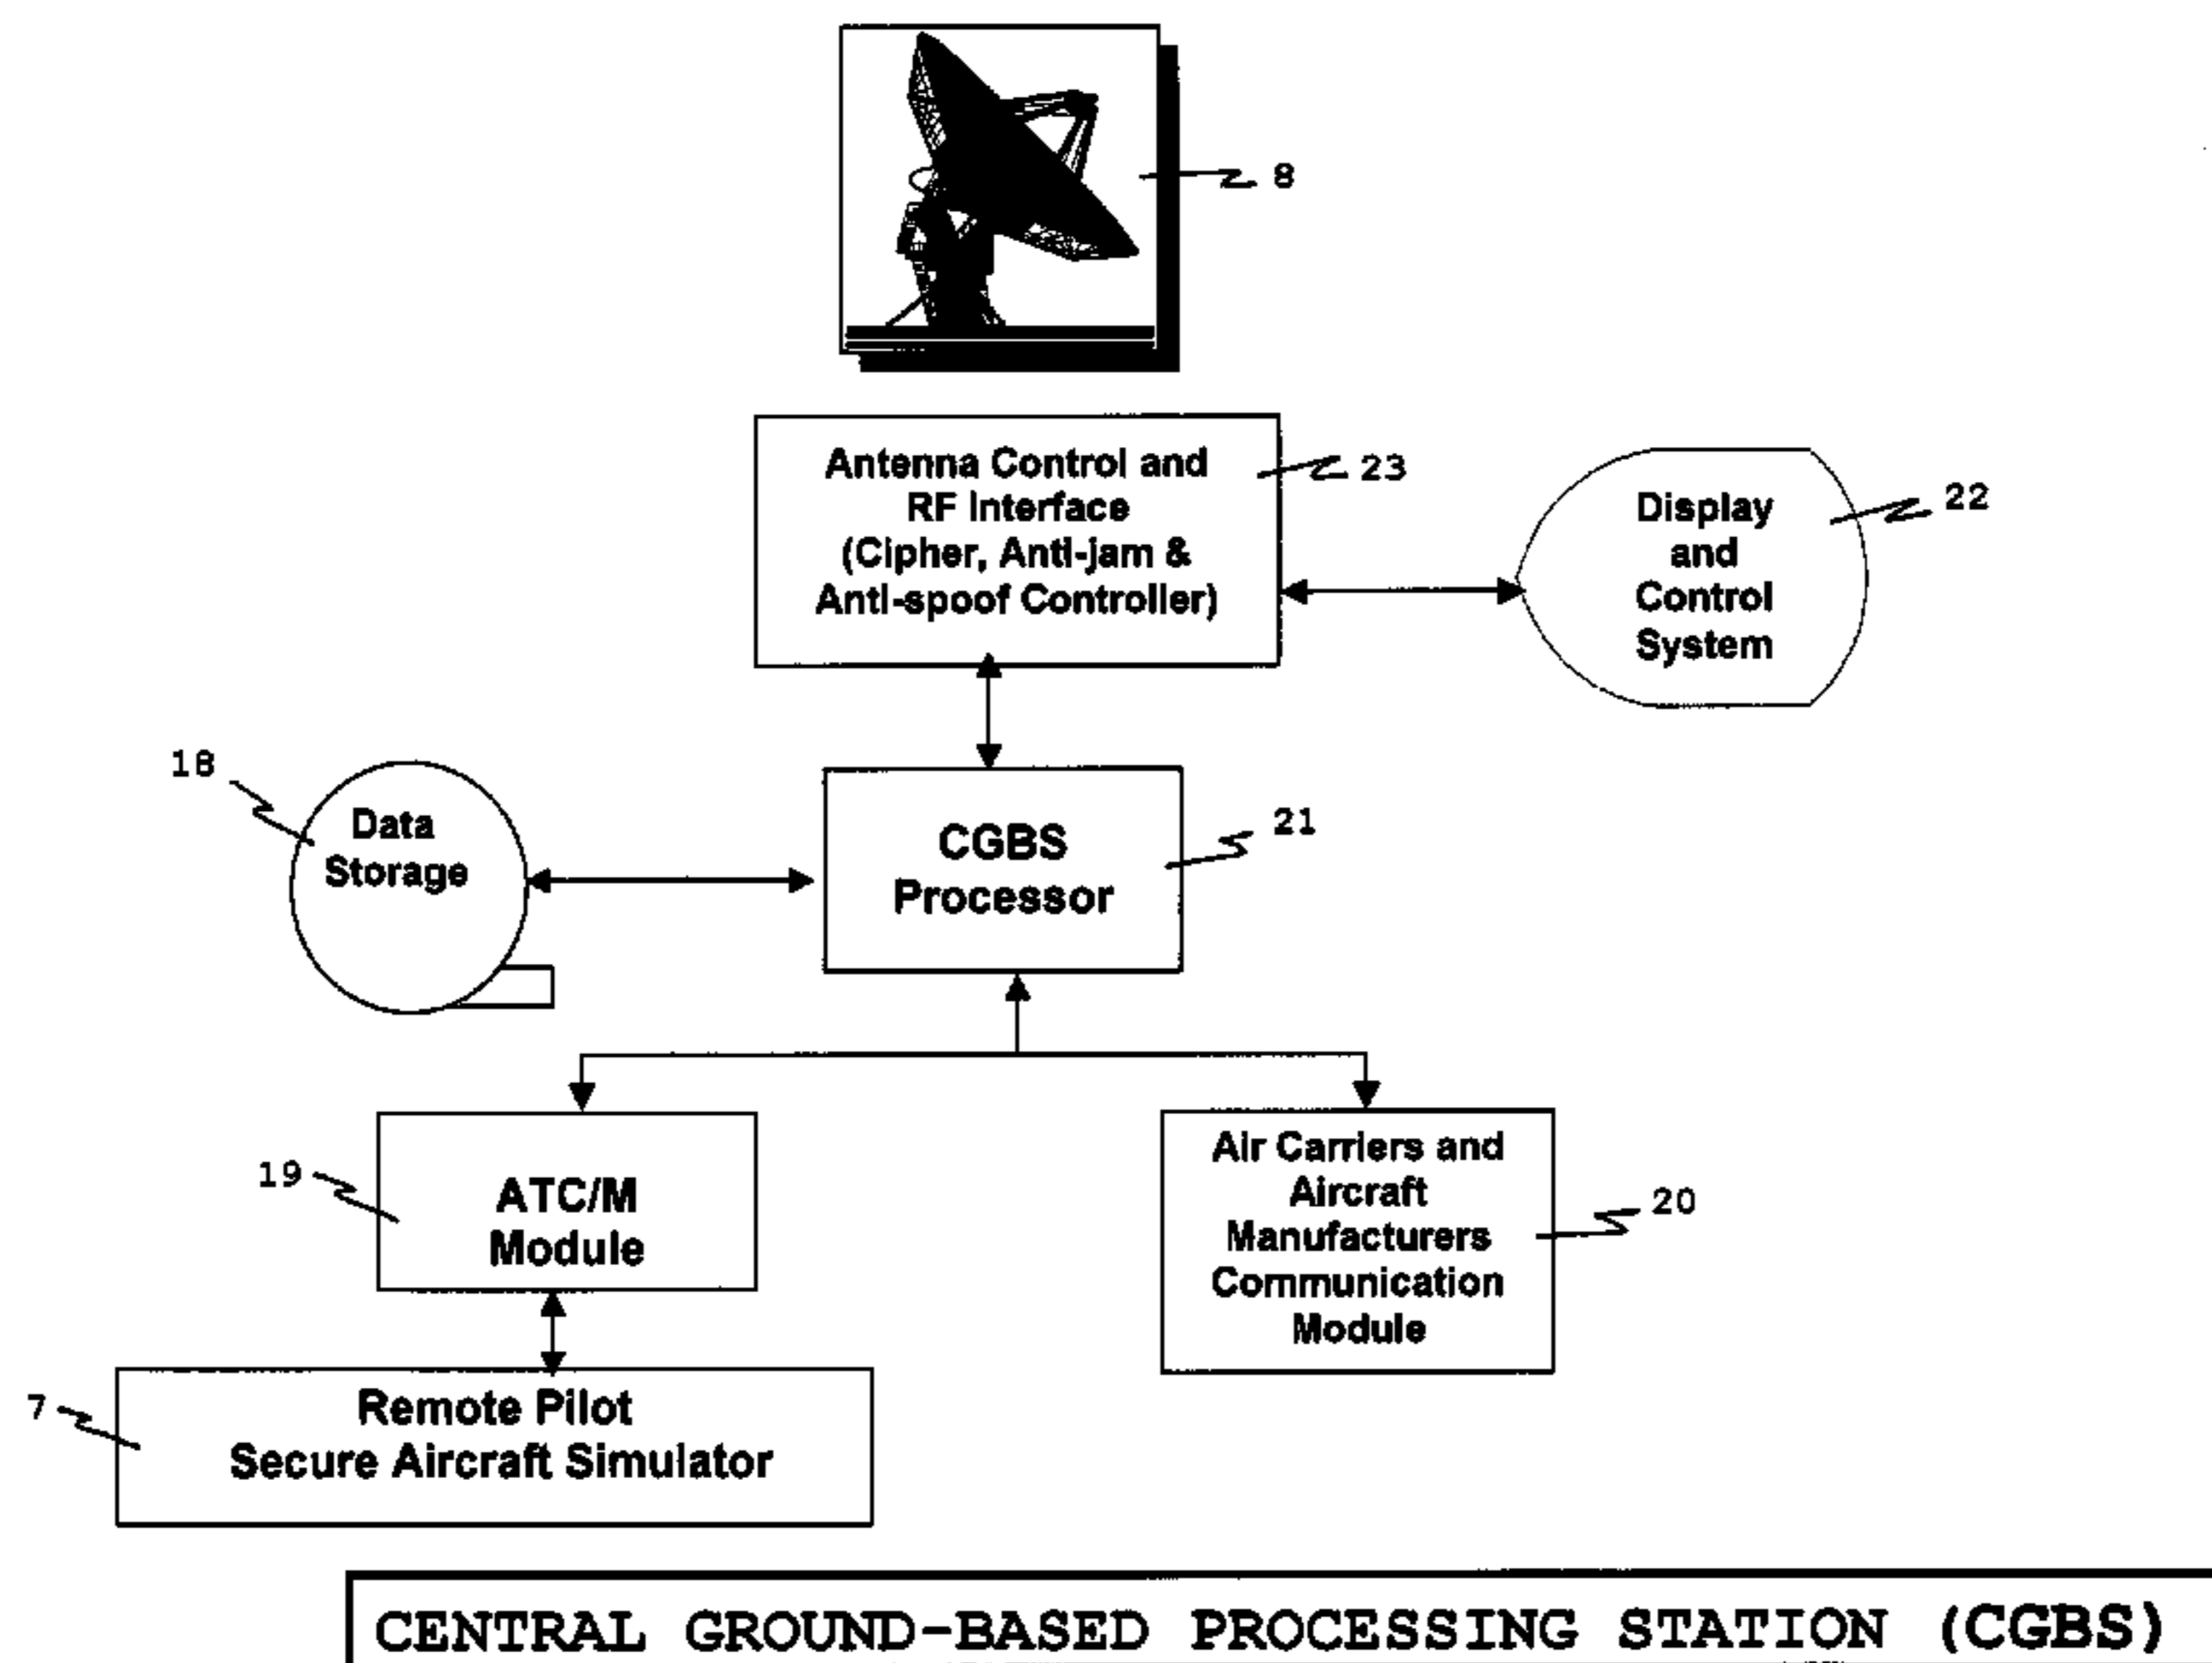 8
Antenna Control and
RF Interface
(Cipher, Anti-jam &
Anti-spoof Controller)
23
Display
and
Control
System
22
18
Data
Storage
CGBS
Processor
21
19
ATC/M
Module
Air Carriers and
Aircraft
Manufacturers
Communication
Module
20
7
Remote Pilot
Secure Aircraft Simulator
CENTRAL GROUND-BASED PROCESSING STATION (CGBS)